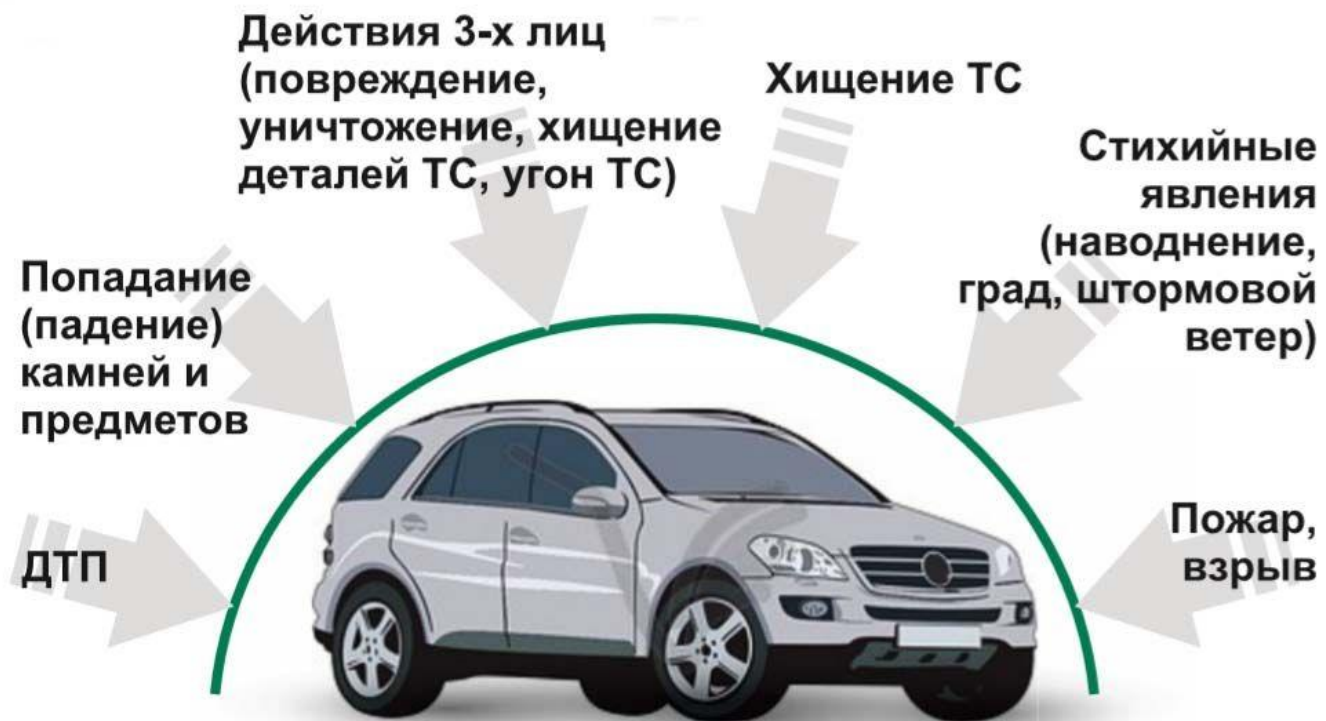 Действия 3-х лиц
(повреждение,
уничтожение, хищение
деталей ТС, угон ТС)
Хищение ТС
Стихийные
явления
(наводнение,
град, штормовой
ветер)
Попадание
(падение)
камней и
предметов
ДТП
Пожар,
взрыв